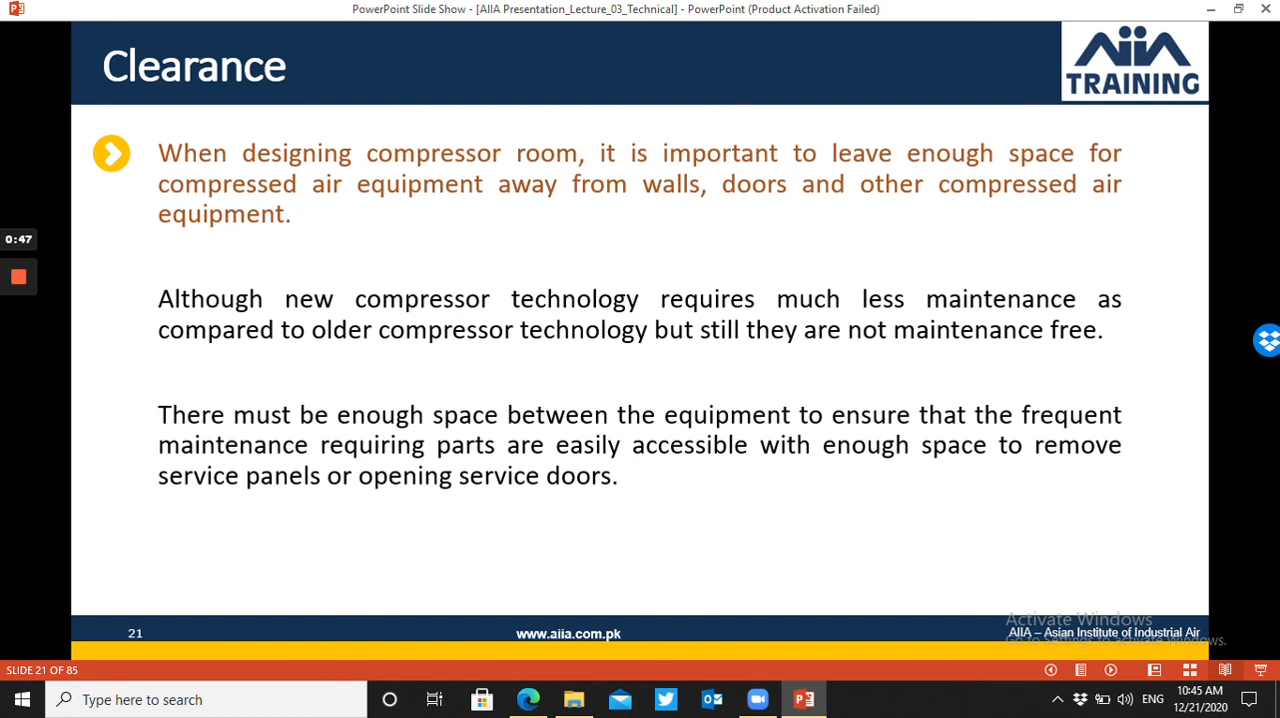 PowerPoint Slide Show - [AIIA Presentation_Lecture_03_Technical] - PowerPoint (Product Activation Failed)
Clearance
AIIA
TRAINING
When designing compressor room, it is important to leave enough space for
compressed air equipment away from walls, doors and other compressed air
equipment.
0:47
Although new compressor technology requires much less maintenance as
compared to older compressor technology but still they are not maintenance free.
There must be enough space between the equipment to ensure that the frequent
maintenance requiring parts are easily accessible with enough space to remove
service panels or opening service doors.
Activate Windows
21
www.aiia.com.pk
AIIA – Asian Institute of Industrial Air
Go to Settings to activate Windows.
SLIDE 21 OF 85
Type here to search
ENG
10:45 AM
12/21/2020